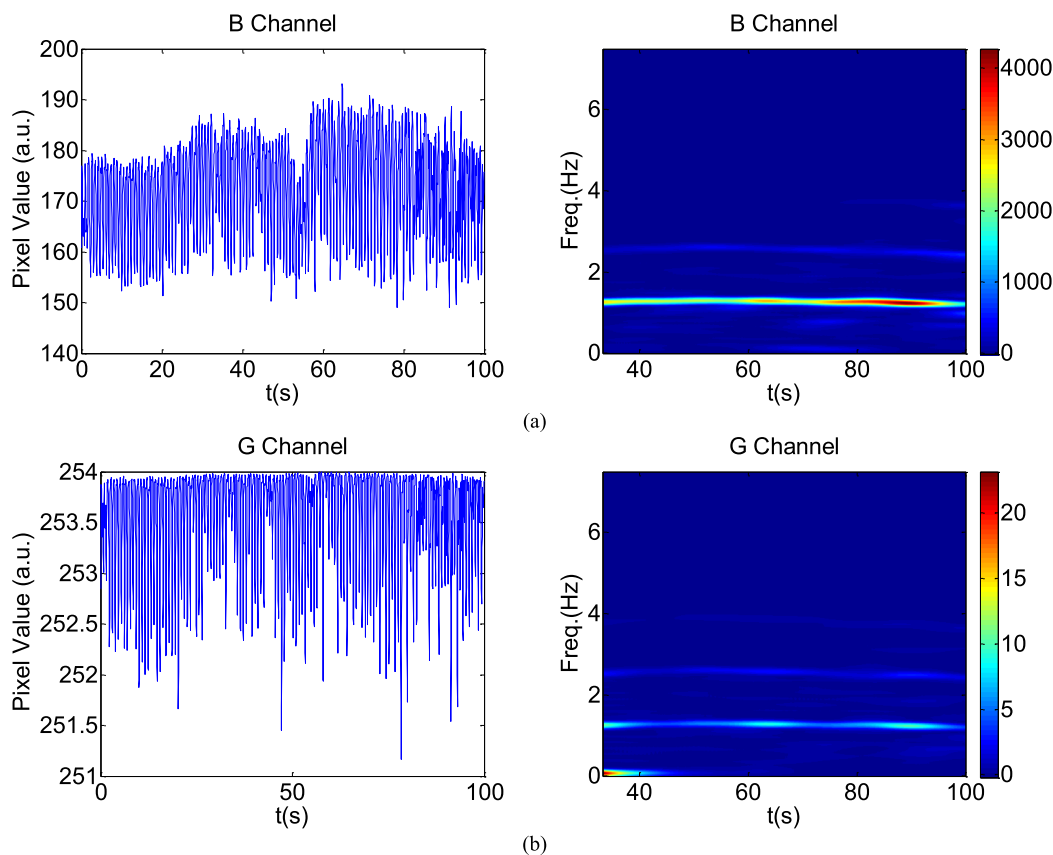 B Channel
Pixel Value (a.u.)
200
190
180
170
160
150
140
0 20 40 60 80 100
t(s)
B Channel
Freq.(Hz)
6
4
2
0
40 60 80 100
t(s)
4000
3000
2000
1000
0
(a)
G Channel
Pixel Value (a.u.)
254
253.5
253
252.5
252
251.5
251
0 50 100
t(s)
G Channel
Freq.(Hz)
6
4
2
0
40 60 80 100
t(s)
20
15
10
5
0
(b)